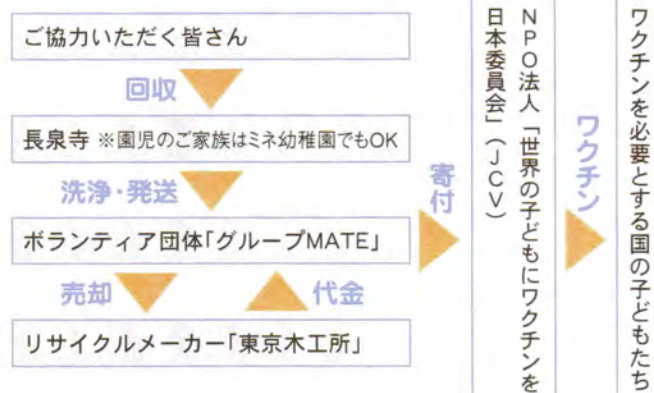 ご協力いただく皆さん
回収
長泉寺 ※園児のご家族はミネ幼稚園でもOK
洗浄・発送
ボランティア団体「グループMATE」
売却
代金
リサイクルメーカー「東京木工所」
寄付
NPO法人「世界の子どもにワクチンを
日本委員会」(JCV)
ワクチン
ワクチンを必要とする国の子どもたち